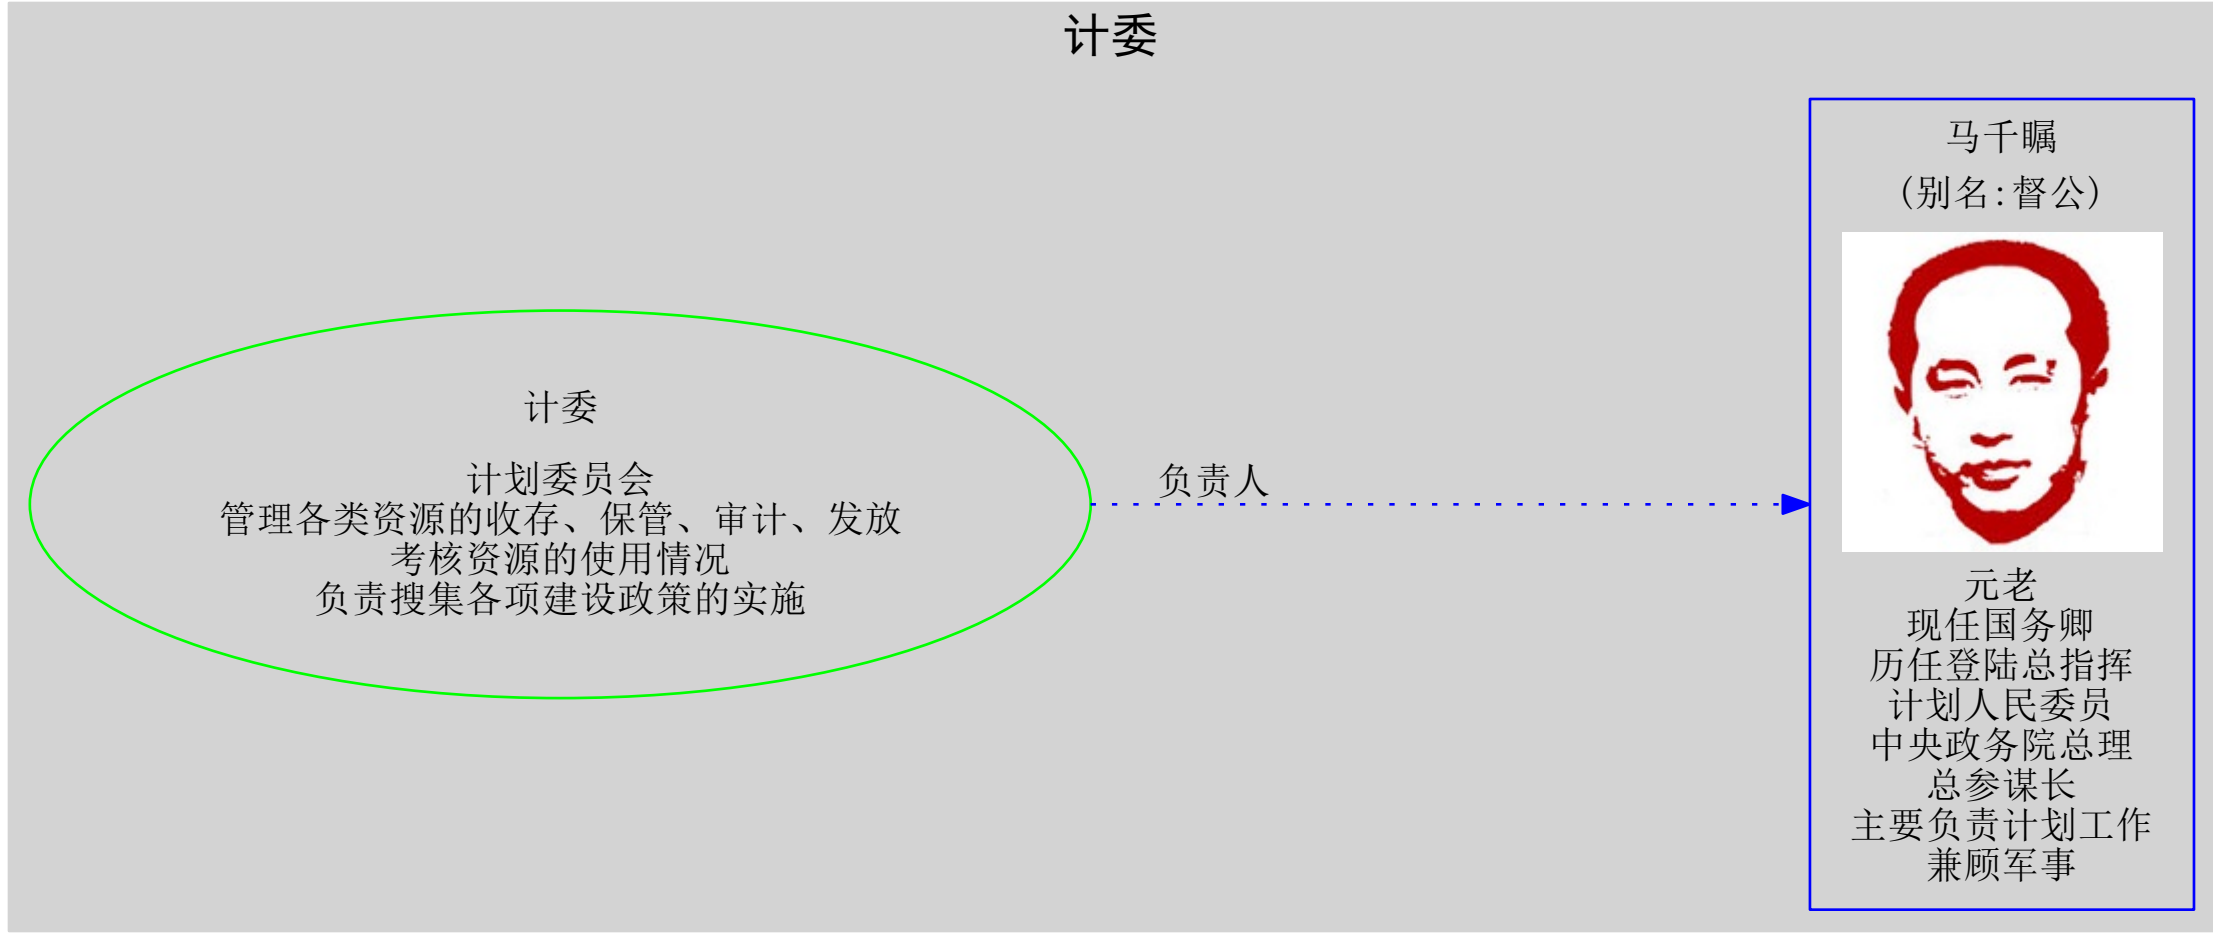 计委
计委
计划委员会
管理各类资源的收存、保管、审计、发放
考核资源的使用情况
负责搜集各项建设政策的实施
负责人
马千瞩
(别名:督公)
元老
现任国务卿
历任登陆总指挥
计划人民委员
中央政务院总理
总参谋长
主要负责计划工作
兼顾军事